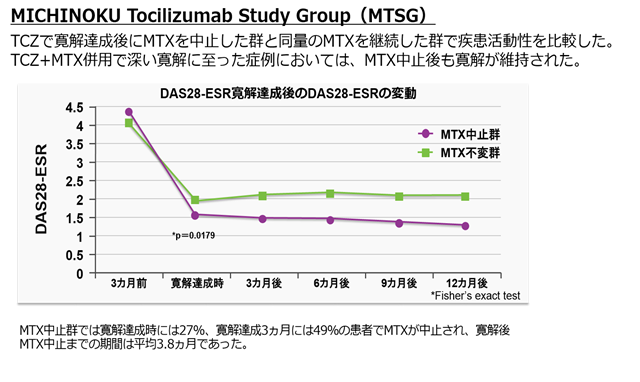 MICHINOKU Tocilizumab Study Group（MTSG）
TCZで寛解達成後にMTXを中止した群と同量のMTXを継続した群で疾患活動性を比較した。
TCZ+MTX併用で深い寛解に至った症例においては、MTX中止後も寛解が維持された。
DAS28-ESR寛解達成後のDAS28-ESRの変動
4.5
4
3.5
3
2.5
2
1.5
1
0.5
0
DAS28-ESR
MTX中止群
MTX不変群
*p＝0.0179
3カ月前 寛解達成時 3カ月後 6カ月後 9カ月後 12カ月後
*Fisher's exact test
MTX中止群では寛解達成時には27%、寛解達成3ヵ月には49%の患者でMTXが中止され、寛解後
MTX中止までの期間は平均3.8ヵ月であった。